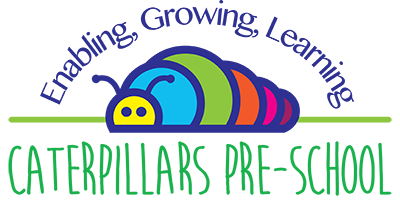 Enabling, Growing, Learning
CATERPILLARS PRE-SCHOOL